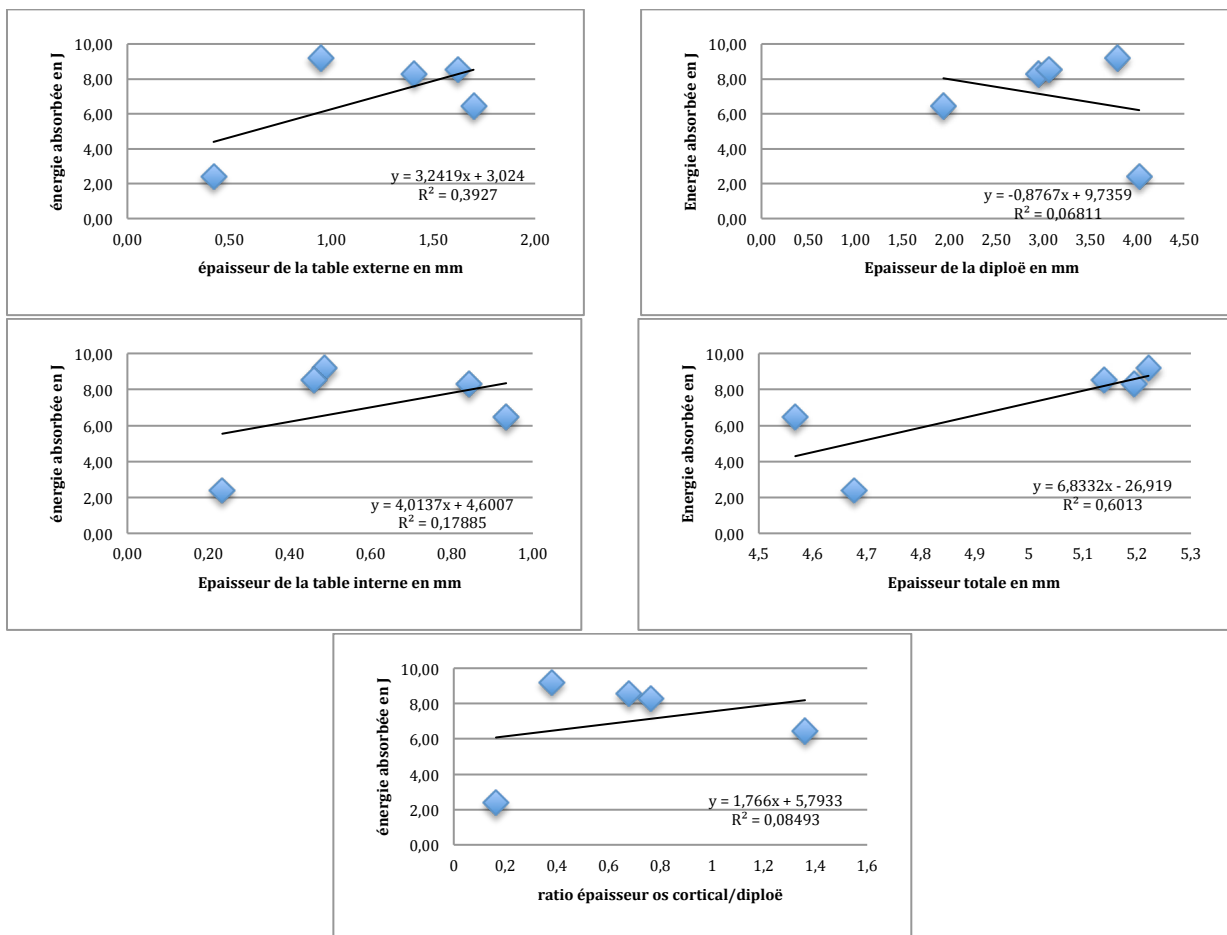 énergie absorbée en J
10,00
8,00
6,00
4,00
2,00
0,00
y = 3,2419x + 3,024
R² = 0,3927
0,00 0,50 1,00 1,50 2,00
épaisseur de la table externe en mm
Energie absorbée en J
10,00
8,00
6,00
4,00
2,00
0,00
y = -0,8767x + 9,7359
R² = 0,06811
0,00 0,50 1,00 1,50 2,00 2,50 3,00 3,50 4,00 4,50
Epaisseur de la diploë en mm
énergie absorbée en J
10,00
8,00
6,00
4,00
2,00
0,00
y = 4,0137x + 4,6007
R² = 0,17885
0,00 0,20 0,40 0,60 0,80 1,00
Epaisseur de la table interne en mm
Energie absorbée en J
10,00
8,00
6,00
4,00
2,00
0,00
y = 6,8332x - 26,919
R² = 0,6013
4,5 4,6 4,7 4,8 4,9 5 5,1 5,2 5,3
Epaisseur totale en mm
énergie absorbée en J
10,00
8,00
6,00
4,00
2,00
0,00
y = 1,766x + 5,7933
R² = 0,08493
0 0,2 0,4 0,6 0,8 1 1,2 1,4 1,6
ratio épaisseur os cortical/diploë